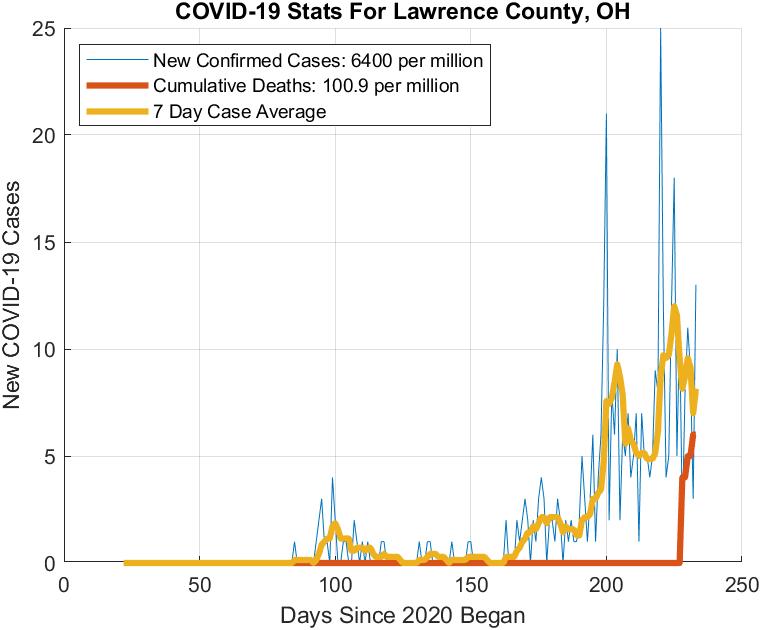 COVID-19 Stats For Lawrence County, OH
New Confirmed Cases: 6400 per million
Cumulative Deaths: 100.9 per million
7 Day Case Average
New COVID-19 Cases
25
20
15
10
5
0
0 50 100 150 200 250
Days Since 2020 Began